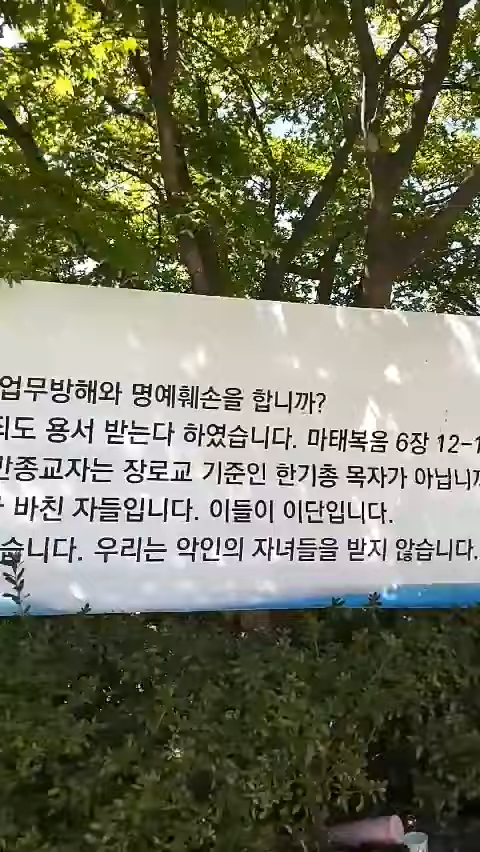 업무방해와 명예훼손을 합니까?
죄도 용서 받는다 하였습니다. 마태복음 6장 12-1
반종교자는 장로교 기준인 한기총 목자가 아닙니까
바친 자들입니다. 이들이 이단입니다.
습니다. 우리는 악인의 자녀들을 받지 않습니다.